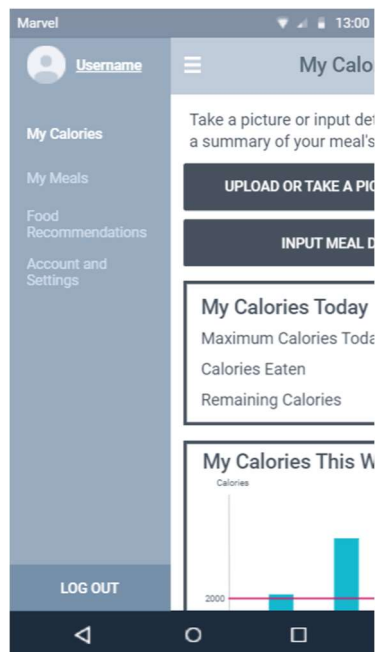 Marvel 13:00
Username
My Calories
My Meals
Food
Recommendations
Account and
Settings
LOG OUT
My Calo
Take a picture or input det
a summary of your meal's
UPLOAD OR TAKE A PIC
INPUT MEAL D
My Calories Today
Maximum Calories Toda
Calories Eaten
Remaining Calories
My Calories This W
Calories
2000